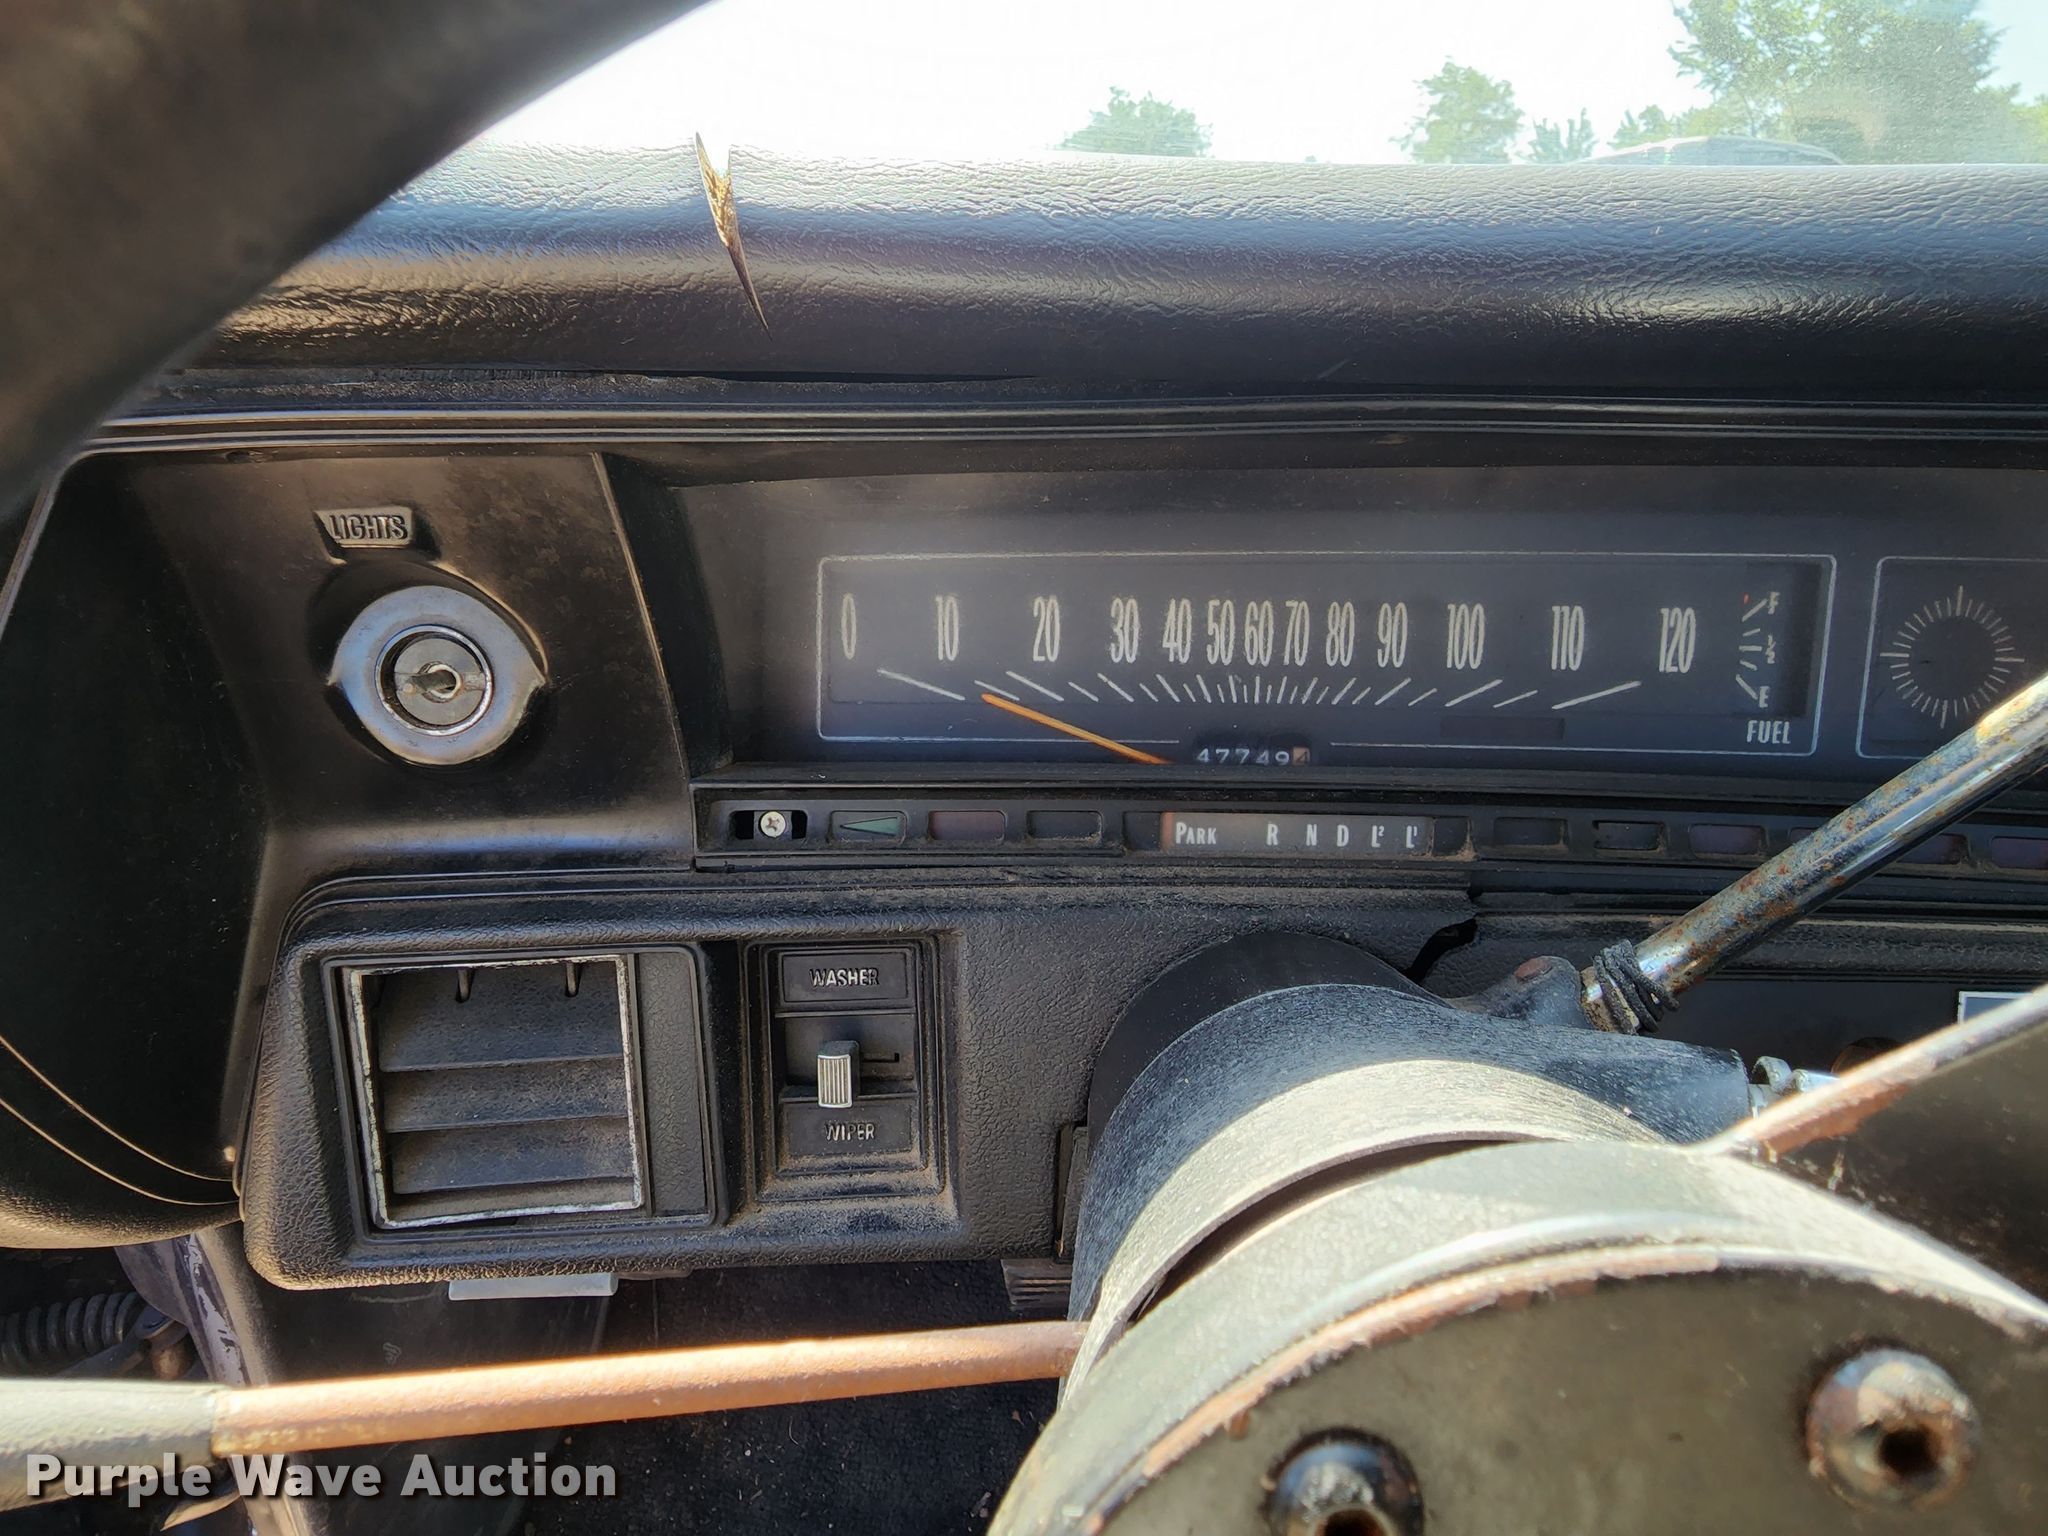 LIGHTS
0 10 20 30 40 50 60 70 80 90 100 110 120
F
1/2
E
FUEL
477494
PARK R N D L2 L1
WASHER
WIPER
Purple Wave Auction